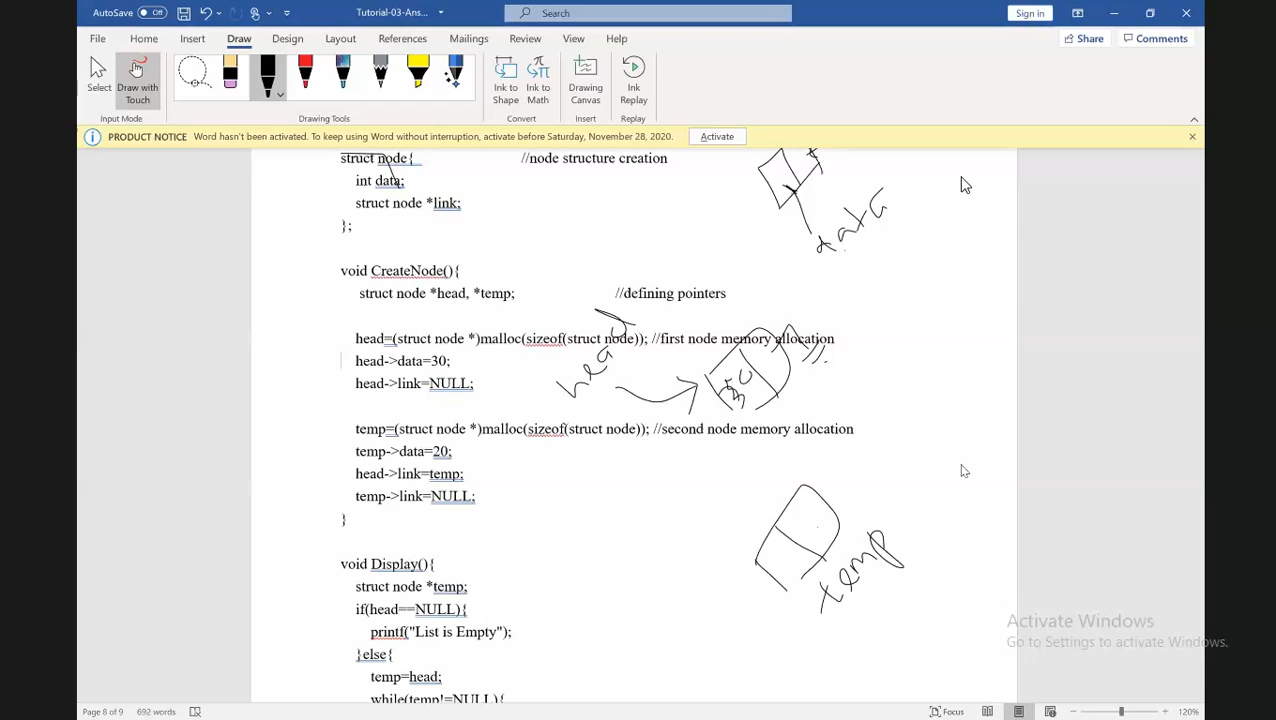 AutoSave Off Tutorial-03-Ans... Search Sign in
File Home Insert Draw Design Layout References Mailings Review View Help Share Comments
Select Draw with Touch Ink to Shape Ink to Math Drawing Canvas Ink Replay
Input Mode Drawing Tools Convert Insert Replay
PRODUCT NOTICE Word hasn't been activated. To keep using Word without interruption, activate before Saturday, November 28, 2020. Activate
struct node{ //node structure creation
int data;
struct node *link;
};
data
void CreateNode(){
struct node *head, *temp; //defining pointers
head=(struct node *)malloc(sizeof(struct node)); //first node memory allocation
head->data=30;
head->link=NULL;
head
temp=(struct node *)malloc(sizeof(struct node)); //second node memory allocation
temp->data=20;
head->link=temp;
temp->link=NULL;
}
temp
void Display(){
struct node *temp;
if(head==NULL){
printf("List is Empty");
}else{
temp=head;
while(temp!=NULL){
Activate Windows
Go to Settings to activate Windows.
Page 8 of 9 692 words Focus 120%